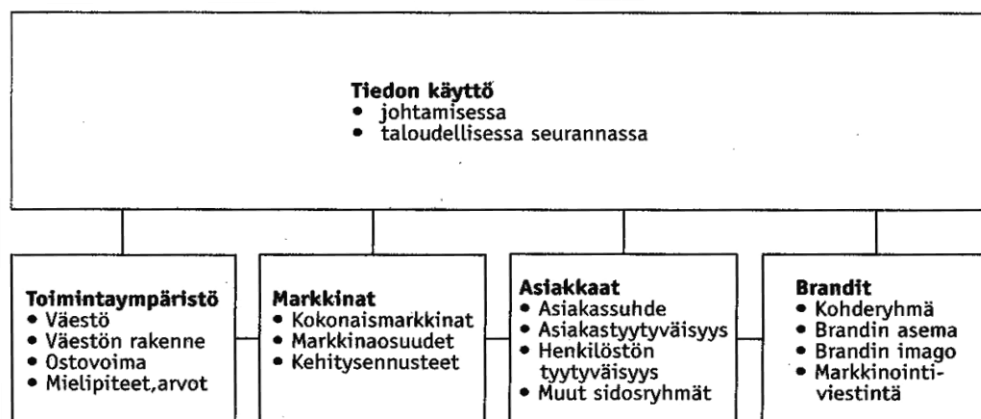 Tiedon käyttö
• johtamisessa
• taloudellisessa seurannassa
Toimintaympäristö
• Väestö
• Väestön rakenne
• Ostovoima
• Mielipiteet,arvot
Markkinat
• Kokonaismarkkinat
• Markkinaosuudet
• Kehitysennusteet
Asiakkaat
• Asiakassuhde
• Asiakastyytyväisyys
• Henkilöstön
tyytyväisyys
• Muut sidosryhmät
Brandit
• Kohderyhmä
• Brandin asema
• Brandin imago
• Markkinointi-
viestintä